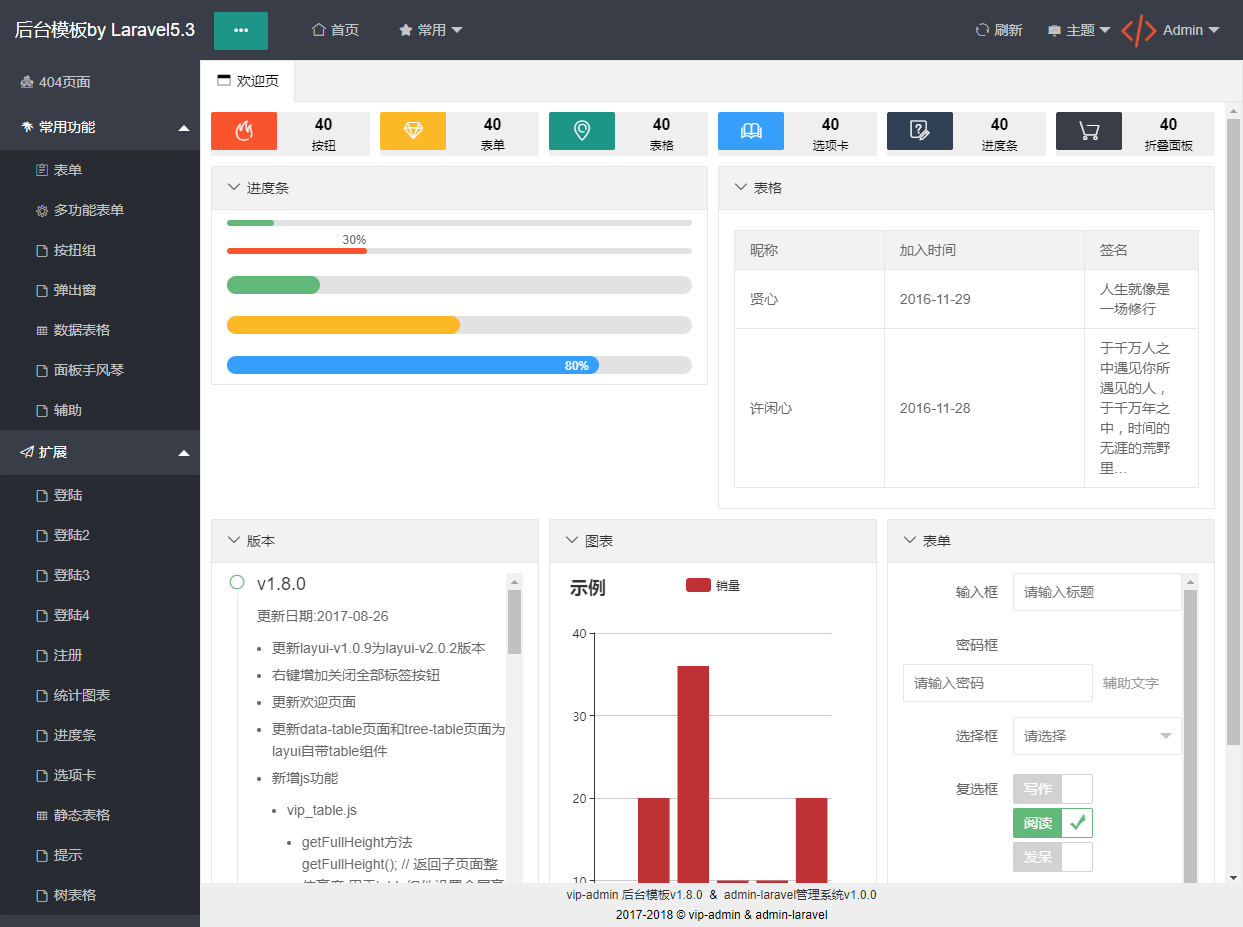 后台模板by Laravel5.3
首页
常用
刷新
主题
Admin
404页面
常用功能
表单
多功能表单
按扭组
弹出窗
数据表格
面板手风琴
辅助
扩展
登陆
登陆2
登陆3
登陆4
注册
统计图表
进度条
选项卡
静态表格
提示
树表格
欢迎页
40
按钮
40
表单
40
表格
40
选项卡
40
进度条
40
折叠面板
进度条
30%
80%
表格
昵称 加入时间 签名
贤心 2016-11-29 人生就像是
一场修行
许闲心 2016-11-28 于千万人之
中遇见你所
遇见的人，
于千万年之
中，时间的
无涯的荒野
里…
版本
v1.8.0
更新日期:2017-08-26
更新layui-v1.0.9为layui-v2.0.2版本
右键增加关闭全部标签按钮
更新欢迎页面
更新data-table页面和tree-table页面为
layui自带table组件
新增js功能
vip_table.js
getFullHeight方法
getFullHeight(); // 返回子页面整
图表
示例
销量
40
30
20
10
表单
输入框 请输入标题
密码框
请输入密码 辅助文字
选择框 请选择
复选框 写作
阅读
发呆
vip-admin 后台模板v1.8.0 & admin-laravel管理系统v1.0.0
2017-2018 © vip-admin & admin-laravel